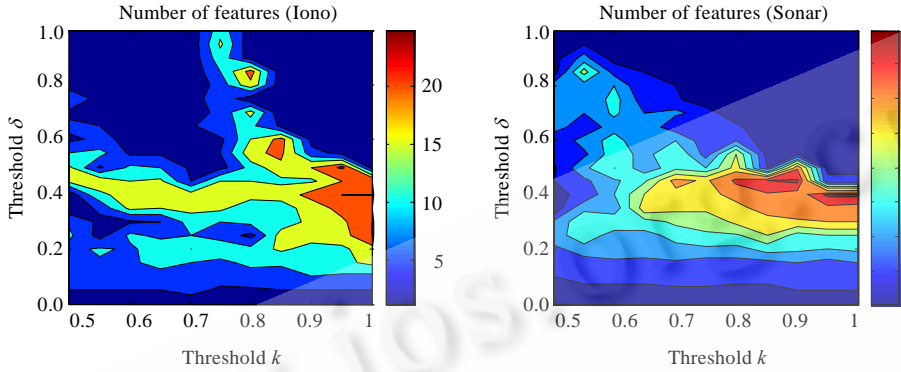 Number of features (Iono)
Threshold δ
1.0
0.8
0.6
0.4
0.2
0.0
0.5 0.6 0.7 0.8 0.9 1
Threshold k
20
15
10
5
Number of features (Sonar)
Threshold δ
1.0
0.8
0.6
0.4
0.2
0.0
0.5 0.6 0.7 0.8 0.9 1
Threshold k